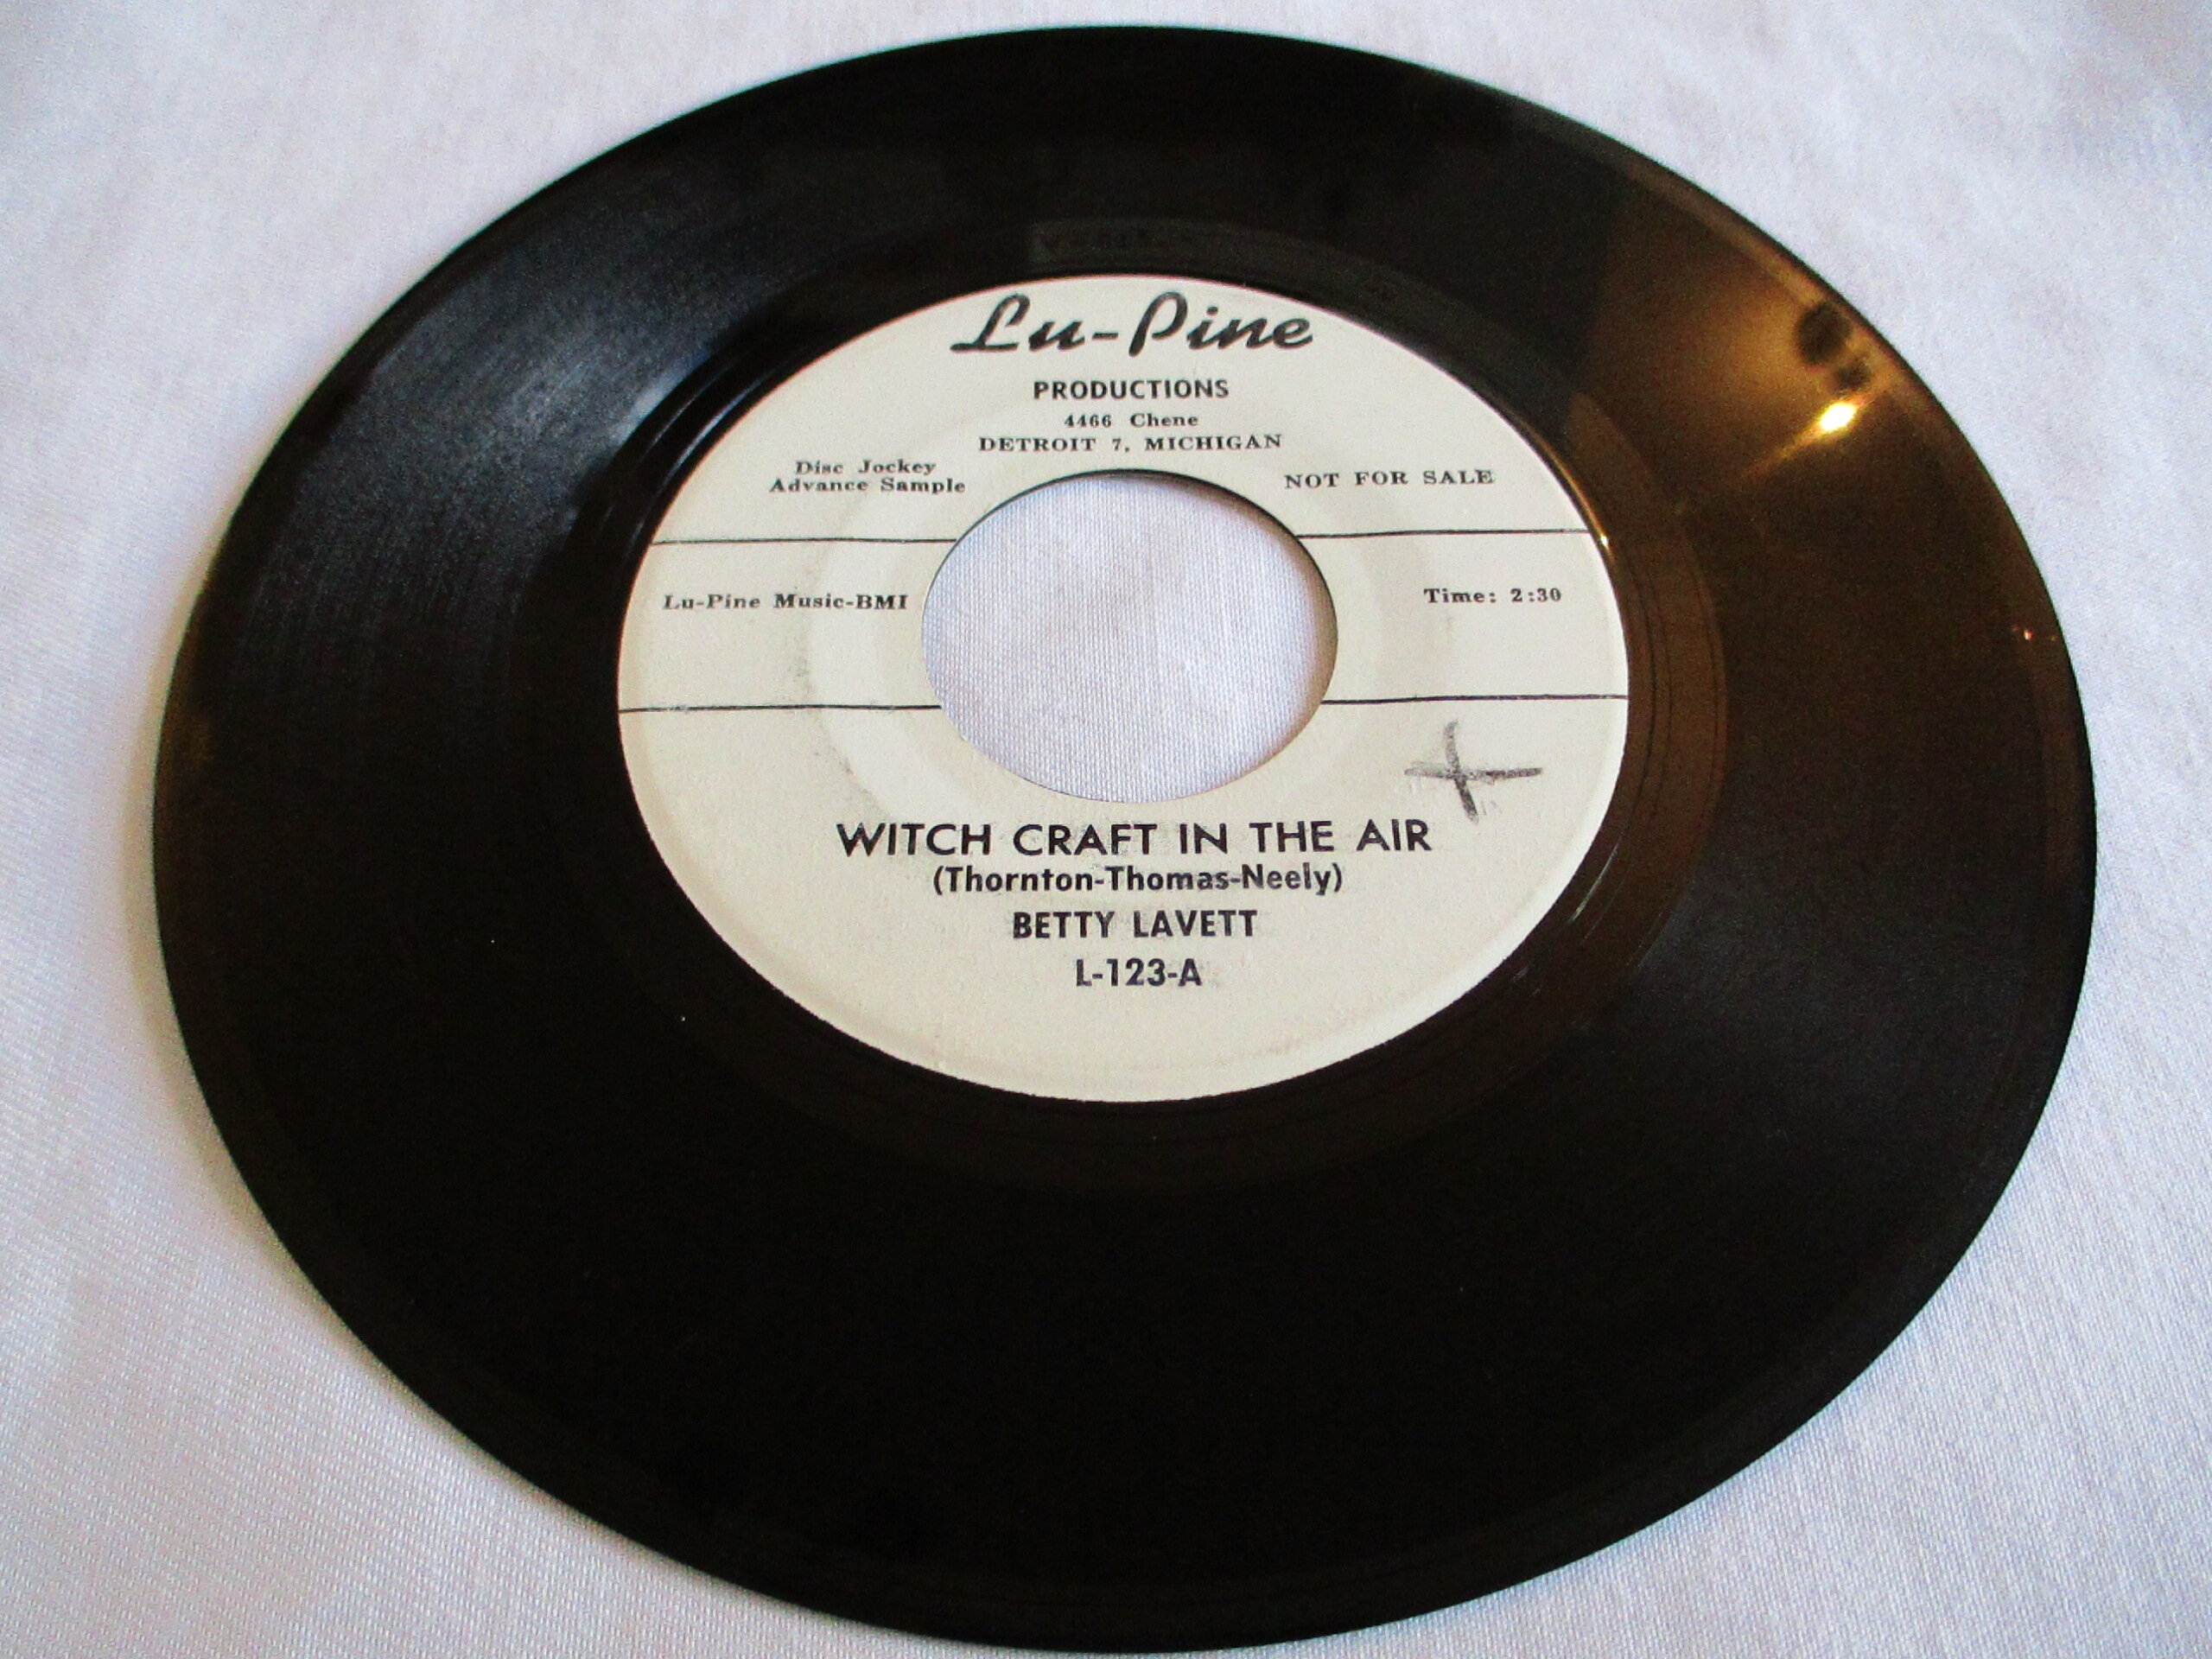 Lu-Pine
PRODUCTIONS
4466 Chene
DETROIT 7, MICHIGAN
Disc Jockey
Advance Sample
NOT FOR SALE
Lu-Pine Music-BMI
Time: 2:30
WITCH CRAFT IN THE AIR
(Thornton-Thomas-Neely)
BETTY LAVETT
L-123-A